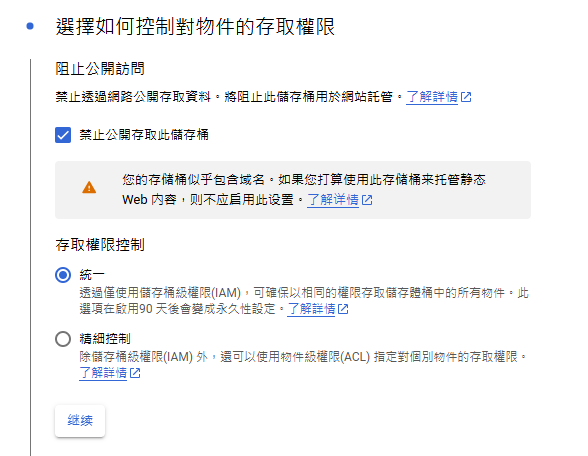 選擇如何控制對物件的存取權限
阻止公開訪問
禁止透過網路公開存取資料。將阻止此儲存桶用於網站託管。了解詳情
禁止公開存取此儲存桶
您的存储桶似乎包含域名。如果您打算使用此存储桶来托管静态
Web 内容，则不应启用此设置。了解详情
存取權限控制
統一
透過僅使用儲存桶級權限(IAM)，可確保以相同的權限存取儲存體桶中的所有物件。此
選項在啟用90 天後會變成永久性設定。了解詳情
精細控制
除儲存桶級權限(IAM) 外，還可以使用物件級權限(ACL) 指定對個別物件的存取權限。
了解詳情
继续